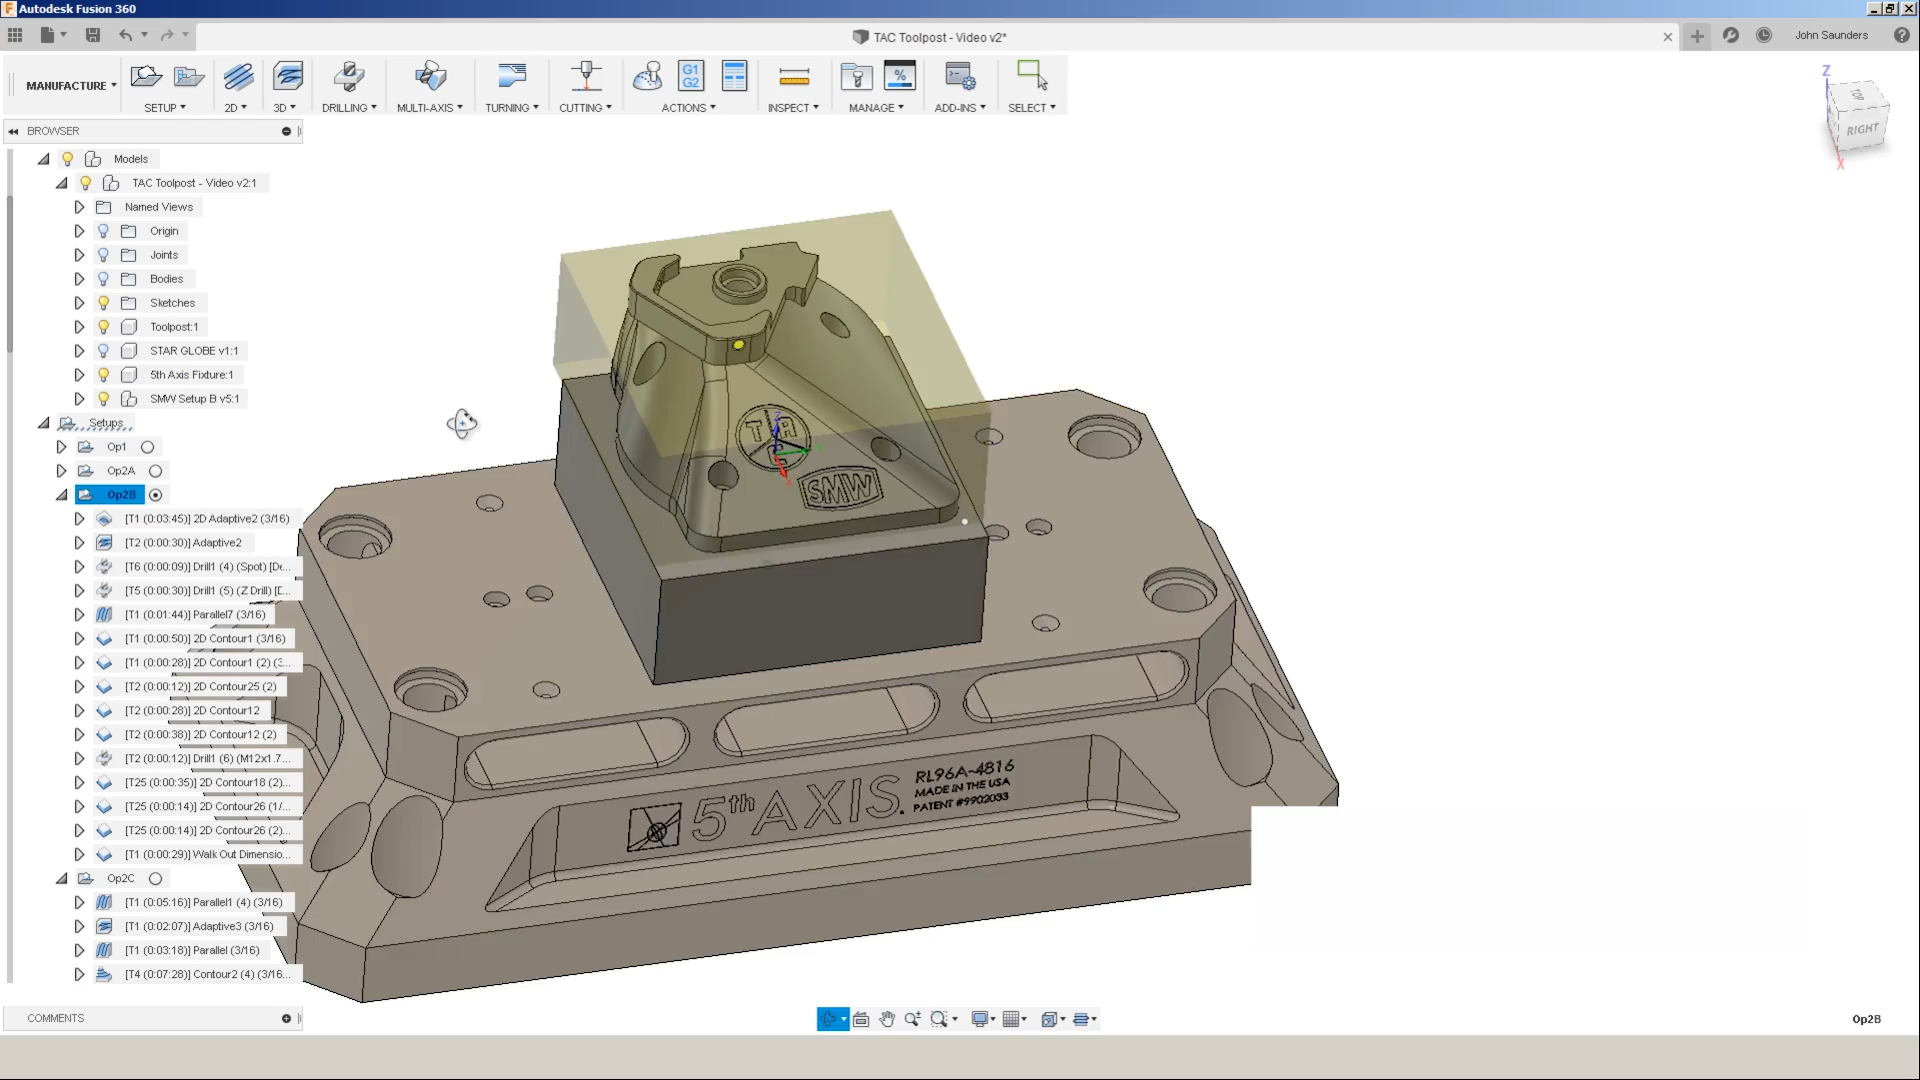 Autodesk Fusion 360
TAC Toolpost - Video v2*
John Saunders
MANUFACTURE
SETUP
2D
3D
DRILLING
MULTI-AXIS
TURNING
CUTTING
G1
G2
ACTIONS
INSPECT
MANAGE
ADD-INS
SELECT
BROWSER
Models
TAC Toolpost - Video v2:1
Named Views
Origin
Joints
Bodies
Sketches
Toolpost:1
STAR GLOBE v1:1
5th Axis Fixture:1
SMW Setup B v5:1
Setups
Op1
Op2A
Op2B
[T1 (0:03:45)] 2D Adaptive2 (3/16)
[T2 (0:00:30)] Adaptive2
[T6 (0:00:09)] Drill1 (4) (Spot) [De...
[T5 (0:00:30)] Drill1 (5) (Z Drill) [D...
[T1 (0:01:44)] Parallel7 (3/16)
[T1 (0:00:50)] 2D Contour1 (3/16)
[T1 (0:00:28)] 2D Contour1 (2) (3...
[T2 (0:00:12)] 2D Contour25 (2)
[T2 (0:00:28)] 2D Contour12
[T2 (0:00:38)] 2D Contour12 (2)
[T2 (0:00:12)] Drill1 (6) (M12x1.7...
[T25 (0:00:35)] 2D Contour18 (2)...
[T25 (0:00:14)] 2D Contour26 (1/...
[T25 (0:00:14)] 2D Contour26 (2)...
[T1 (0:00:29)] Walk Out Dimensio...
Op2C
[T1 (0:05:16)] Parallel1 (4) (3/16)
[T1 (0:02:07)] Adaptive3 (3/16)
[T1 (0:03:18)] Parallel (3/16)
[T4 (0:07:28)] Contour2 (4) (3/16...
COMMENTS
Z
TOP
RIGHT
X
T A C
SMW
5th AXIS.
RL96A-4816
MADE IN THE USA
PATENT #9902033
Op2B